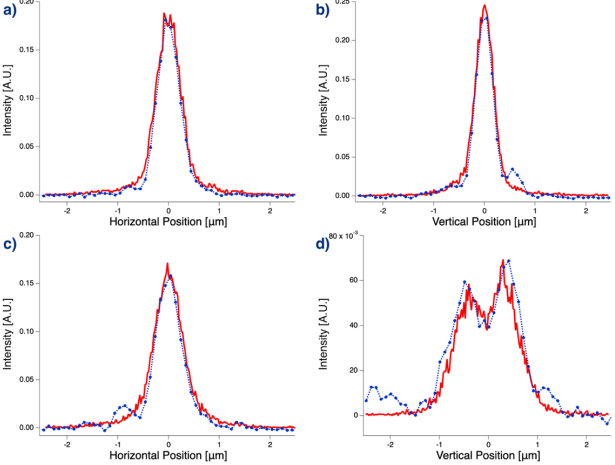 a)
0.20
0.15
0.10
0.05
0.00
Intensity [A.U.]
-2 -1 0 1 2
Horizontal Position [µm]
b)
0.25
0.20
0.15
0.10
0.05
0.00
Intensity [A.U.]
-2 -1 0 1 2
Vertical Position [µm]
c)
0.20
0.15
0.10
0.05
0.00
Intensity [A.U.]
-2 -1 0 1 2
Horizontal Position [µm]
d)
80 x10⁻³
60
40
20
0
Intensity [A.U.]
-2 -1 0 1 2
Vertical Position [µm]